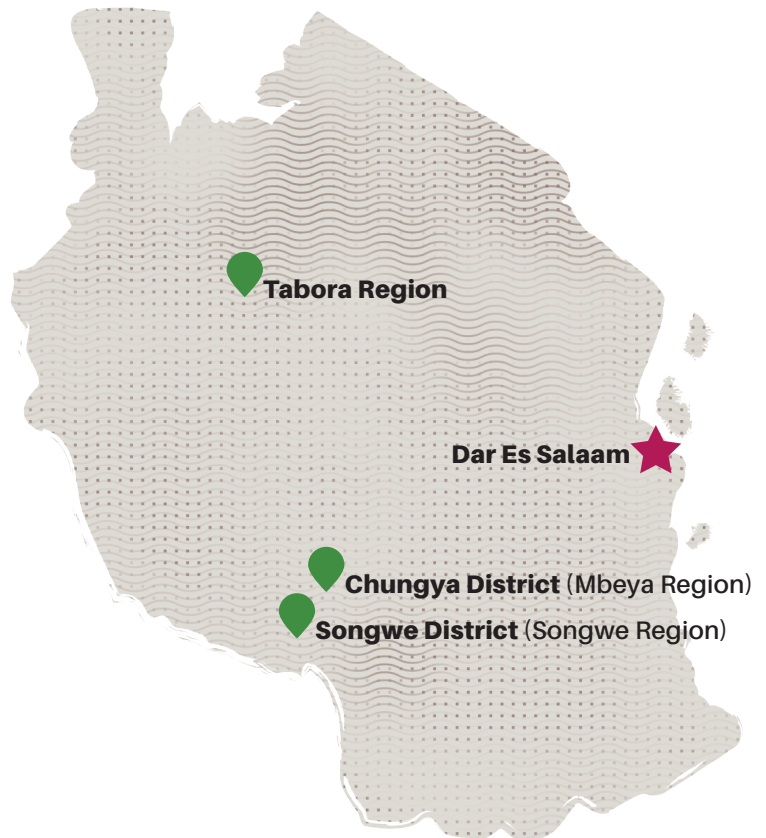 Tabora Region
Dar Es Salaam
Chungya District (Mbeya Region)
Songwe District (Songwe Region)